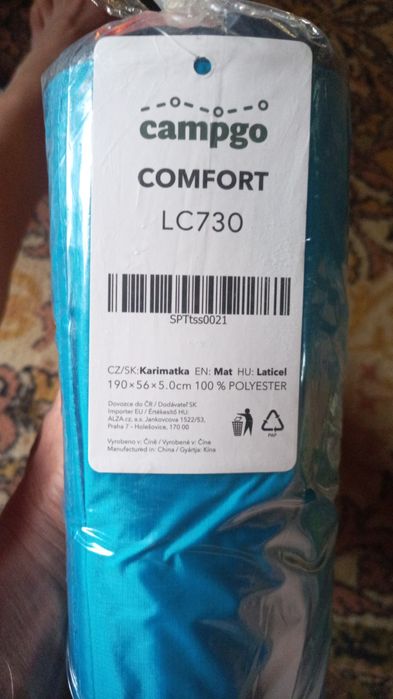 campgo
COMFORT
LC730
SPTtss0021
CZ/SK:Karimatka EN: Mat HU: Laticel
190×56×5.0cm 100 % POLYESTER
Dovozce do ČR / Dodávateľ SK
Importer EU / Értékesítő HU:
ALZA.cz, a.s. Jankovcova 1522/53,
Praha 7 - Holešovice, 170 00
Vyrobeno v: Číně / Vyrobené v: Číne
Manufactured in: China / Gyártja: Kína
PAP